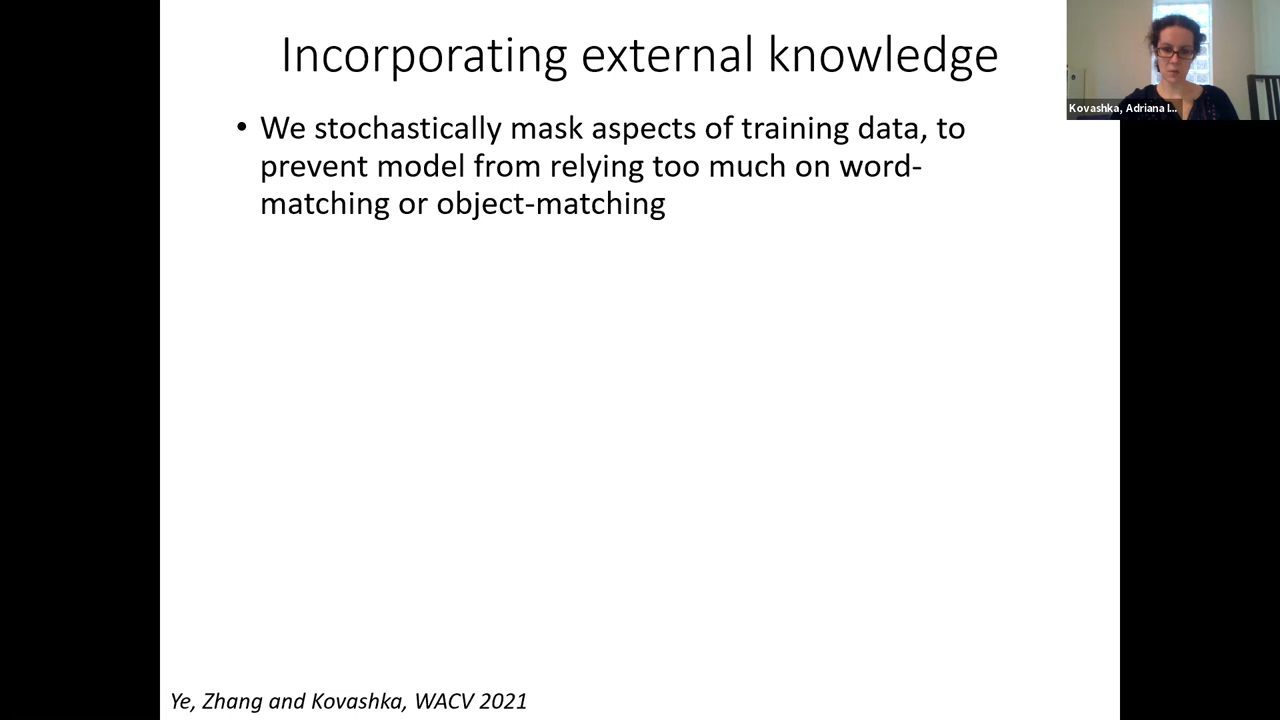 Incorporating external knowledge
Kovashka, Adriana I...
• We stochastically mask aspects of training data, to
prevent model from relying too much on word-
matching or object-matching
Ye, Zhang and Kovashka, WACV 2021